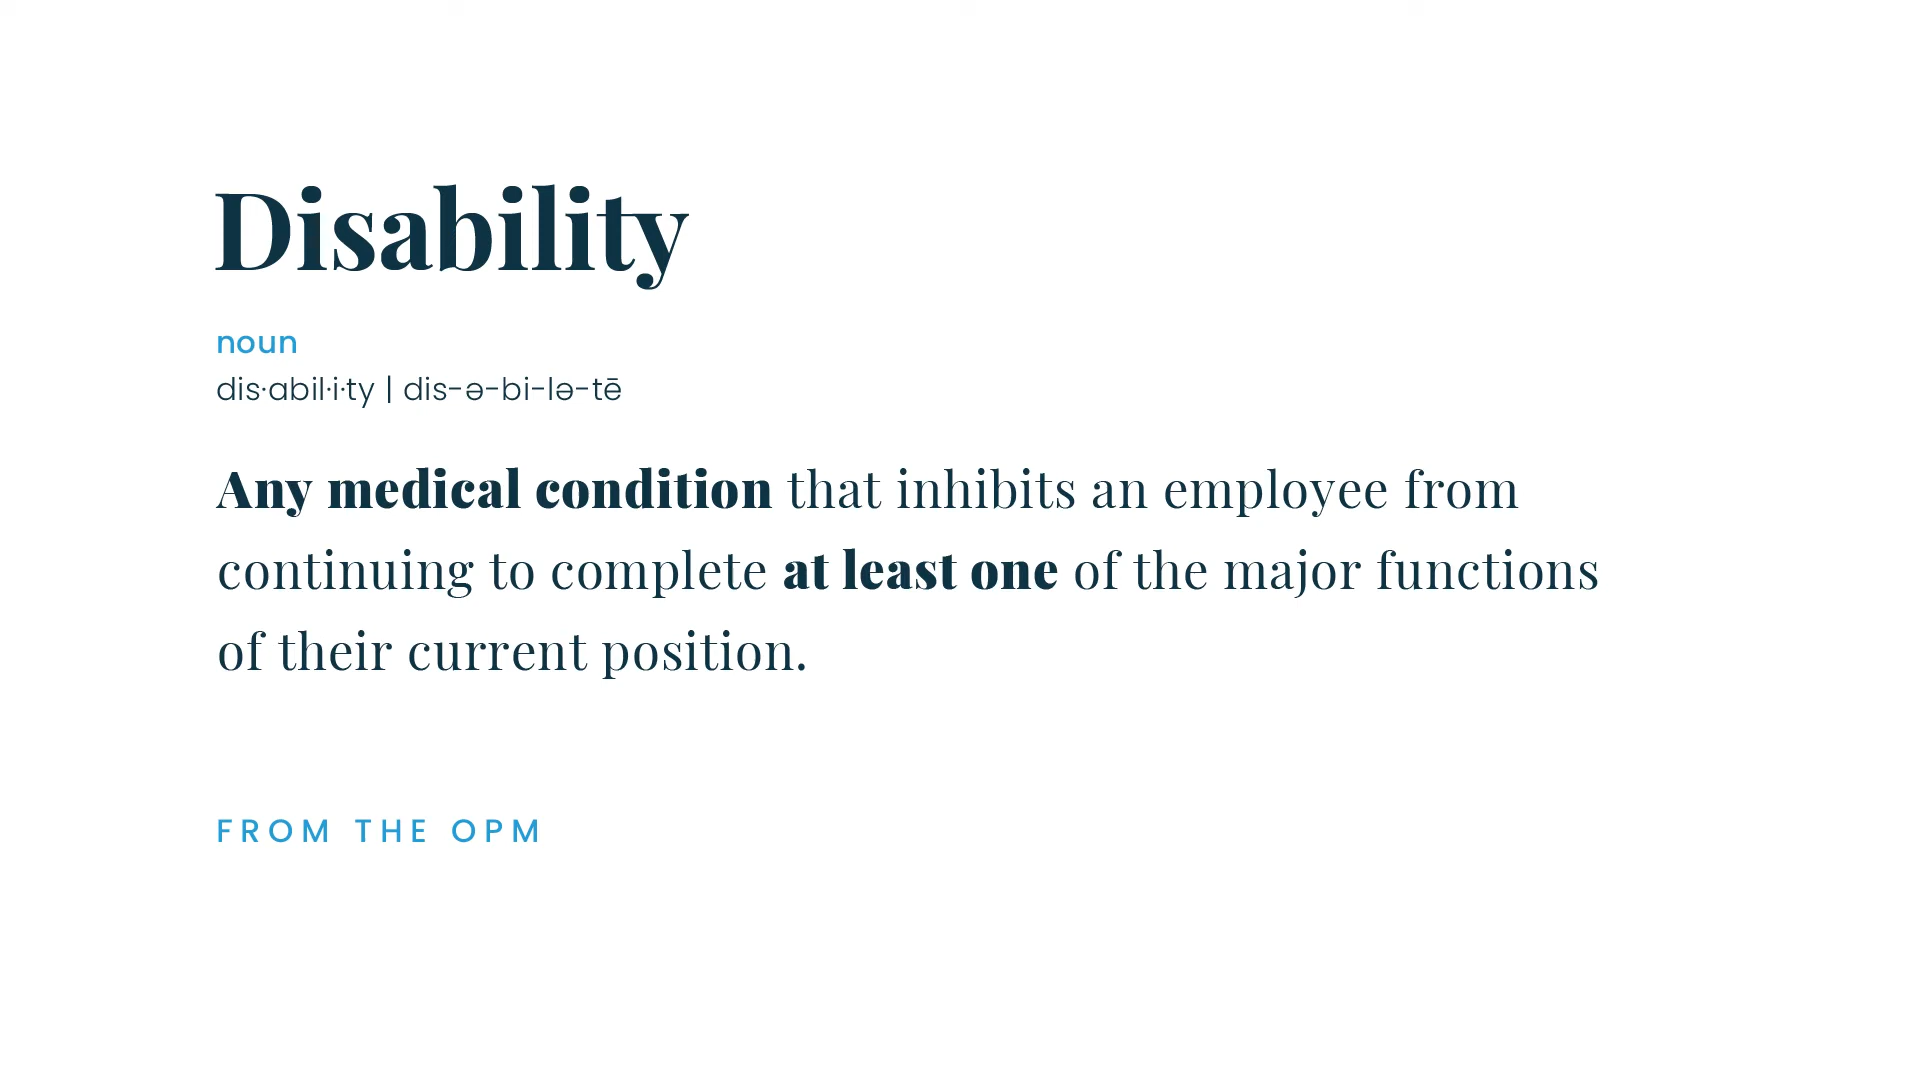 Disability
noun
dis·abil·i·ty | dis-ə-bi-lə-tē
Any medical condition that inhibits an employee from
continuing to complete at least one of the major functions
of their current position.
FROM THE OPM